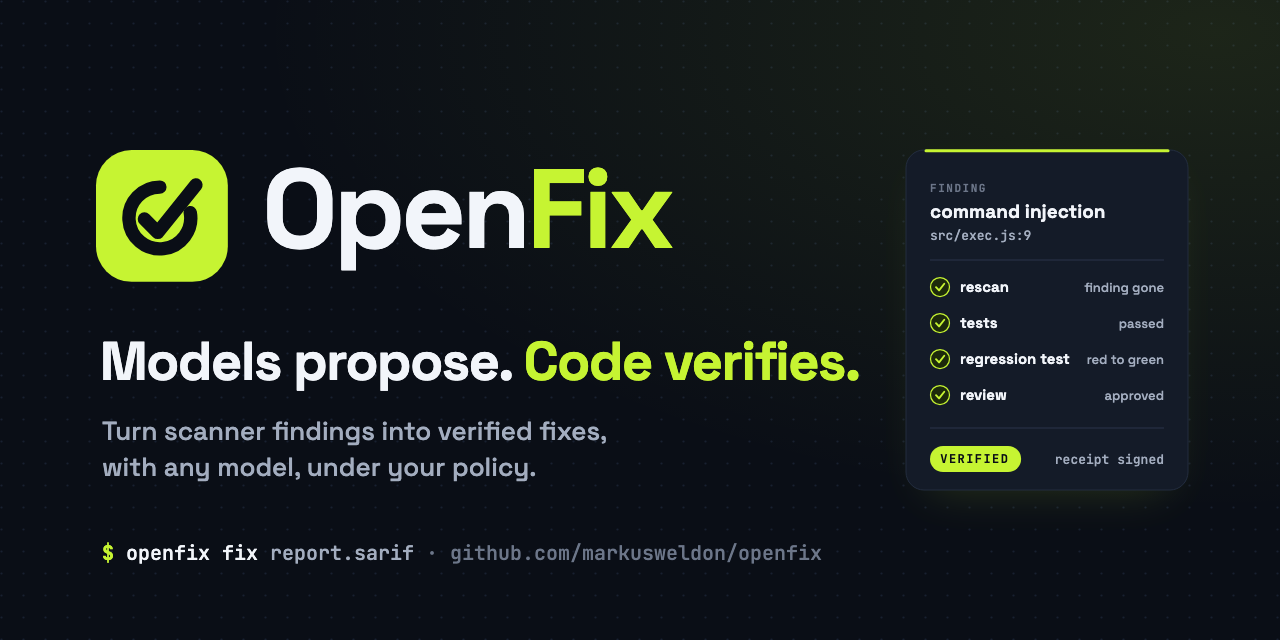 OpenFix
Models propose. Code verifies.
Turn scanner findings into verified fixes,
with any model, under your policy.
$ openfix fix report.sarif · github.com/markusweldon/openfix
FINDING
command injection
src/exec.js:9
rescan finding gone
tests passed
regression test red to green
review approved
VERIFIED receipt signed